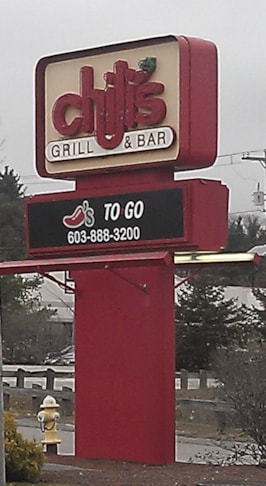 chili's
GRILL & BAR
's TO GO
603-888-3200